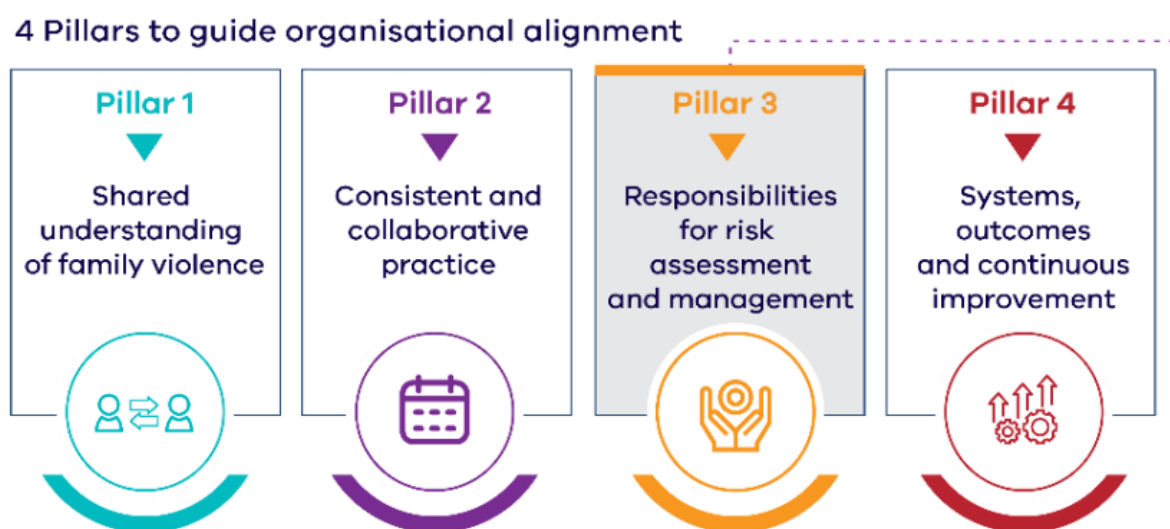 4 Pillars to guide organisational alignment
Pillar 1
Shared
understanding
of family violence
Pillar 2
Consistent and
collaborative
practice
Pillar 3
Responsibilities
for risk
assessment
and management
Pillar 4
Systems,
outcomes
and continuous
improvement